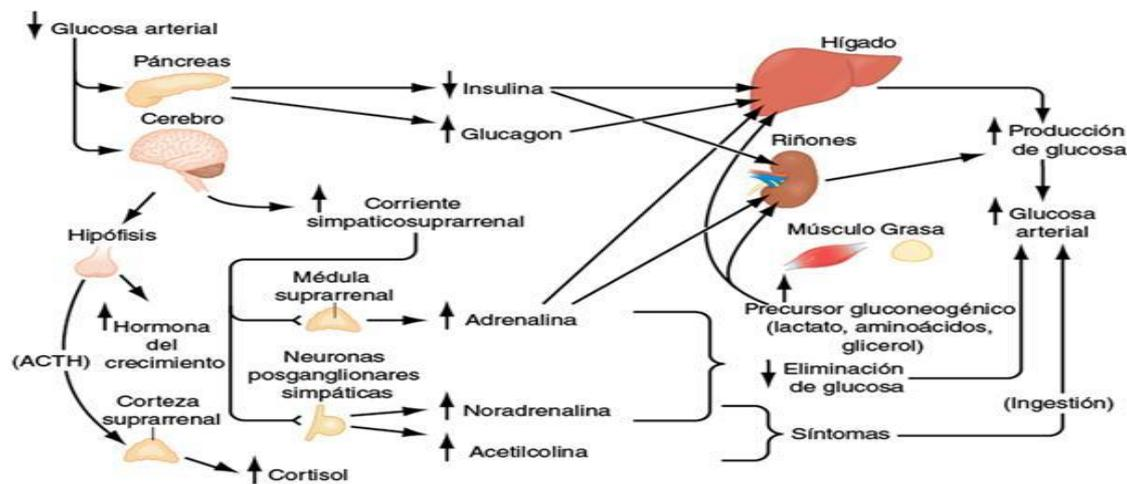 Glucosa arterial
Páncreas
Cerebro
Insulina
Glucagon
Hígado
Riñones
Producción
de glucosa
Glucosa
arterial
Corriente
simpaticosuprarrenal
Hipófisis
Médula
suprarrenal
Adrenalina
Músculo Grasa
Precursor gluconeogénico
(lactato, aminoácidos,
glicerol)
Hormona
del
crecimiento
(ACTH)
Neuronas
posganglionares
simpáticas
Eliminación
de glucosa
Corteza
suprarrenal
Noradrenalina
Acetilcolina
Síntomas
(Ingestión)
Cortisol